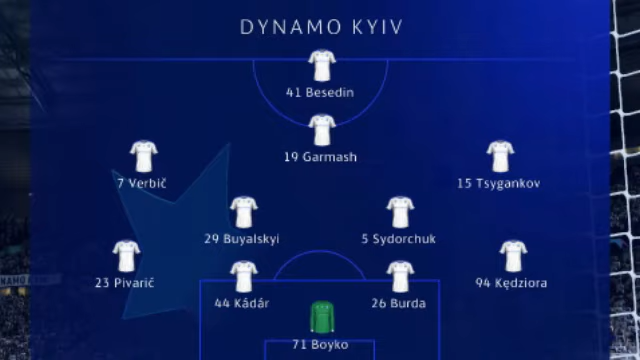 DYNAMO KYIV
41 Besedin
19 Garmash
7 Verbič
15 Tsygankov
29 Buyalskyi
5 Sydorchuk
23 Pivarič
94 Kędziora
44 Kádár
26 Burda
71 Boyko